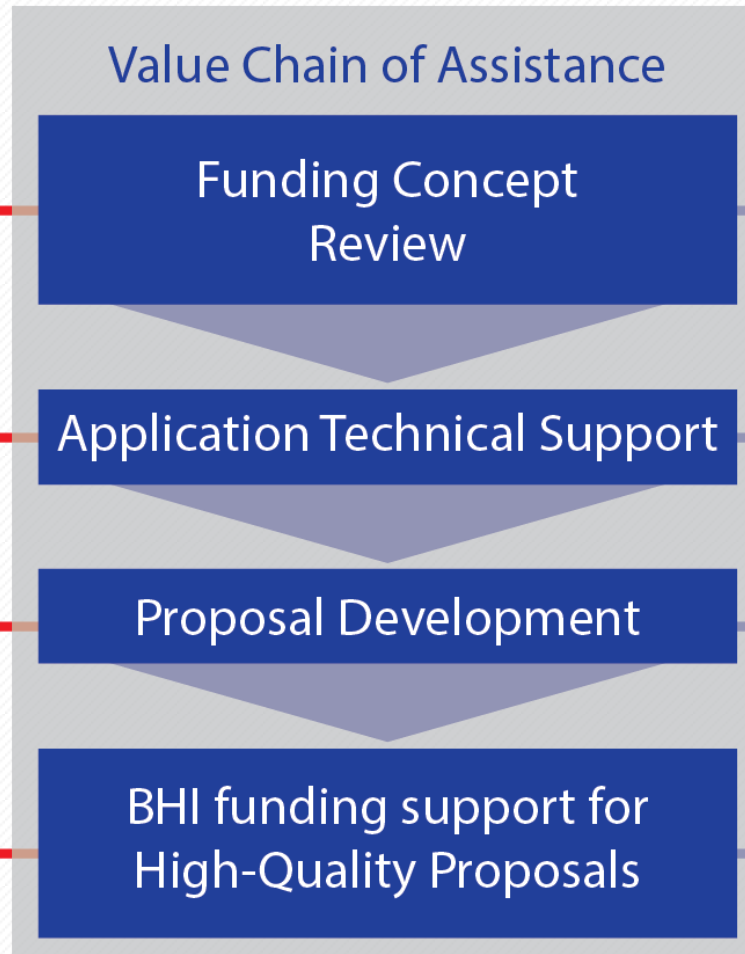 Value Chain of Assistance
Funding Concept
Review
Application Technical Support
Proposal Development
BHI funding support for
High-Quality Proposals